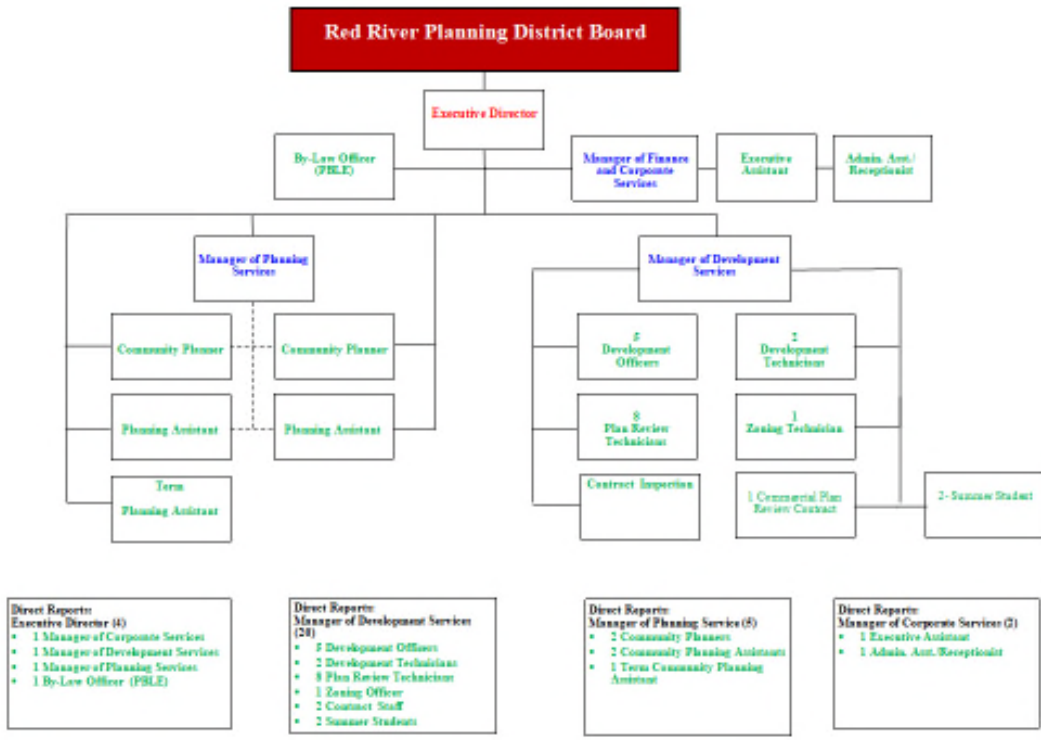 Red River Planning District Board
Executive Director
By-Law Officer
(PBLE)
Manager of Finance
and Corporate
Services
Executive
Assistant
Admin. Asst./
Receptionist
Manager of Planning
Services
Manager of Development
Services
Community Planner
Community Planner
5
Development
Officers
2
Development
Technicians
Planning Assistant
Planning Assistant
8
Plan Review
Technicians
1
Zoning Technician
Term
Planning Assistant
Contract Inspection
1 Commercial Plan
Review Contract
2- Summer Student
Direct Reports:
Executive Director (4)
• 1 Manager of Corporate Services
• 1 Manager of Development Services
• 1 Manager of Planning Services
• 1 By-Law Officer (PBLE)
Direct Reports:
Manager of Development Services
(20)
• 5 Development Officers
• 2 Development Technicians
• 8 Plan Review Technicians
• 1 Zoning Officer
• 2 Contract Staff
• 2 Summer Students
Direct Reports:
Manager of Planning Service (5)
• 2 Community Planners
• 2 Community Planning Assistants
• 1 Term Community Planning
Assistant
Direct Reports:
Manager of Corporate Services (2)
• 1 Executive Assistant
• 1 Admin. Asst./Receptionist